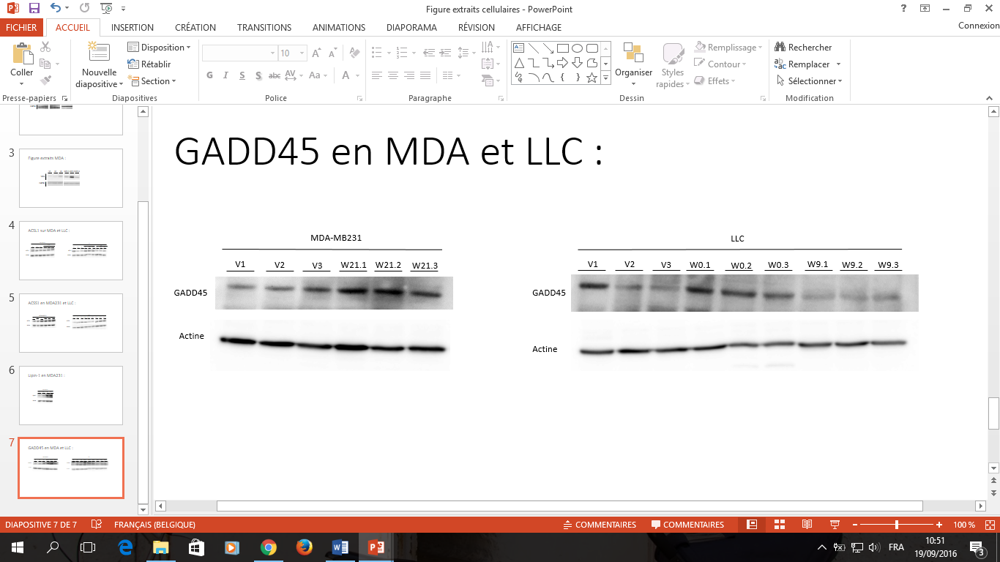 Figure extraits cellulaires - PowerPoint
FICHIER ACCUEIL INSERTION CRÉATION TRANSITIONS ANIMATIONS DIAPORAMA RÉVISION AFFICHAGE Connexion
Coller
Presse-papiers
Nouvelle diapositive
Disposition
Rétablir
Section
Diapositives
10
G I S S abc AV Aa A
Police
Paragraphe
Organiser
Styles rapides
Remplissage
Contour
Effets
Dessin
Rechercher
Remplacer
Sélectionner
Modification
3
Figure extraits MDA :
4
ACSL1 sur MDA et LLC :
5
ACSS1 en MDA231 et LLC :
6
Lipin-1 en MDA231 :
7
GADD45 en MDA et LLC :
GADD45 en MDA et LLC :
MDA-MB231
V1 V2 V3 W21.1 W21.2 W21.3
GADD45
Actine
LLC
V1 V2 V3 W0.1 W0.2 W0.3 W9.1 W9.2 W9.3
GADD45
Actine
DIAPOSITIVE 7 DE 7 FRANÇAIS (BELGIQUE) COMMENTAIRES COMMENTAIRES 100 %
FRA
10:51
19/09/2016
3